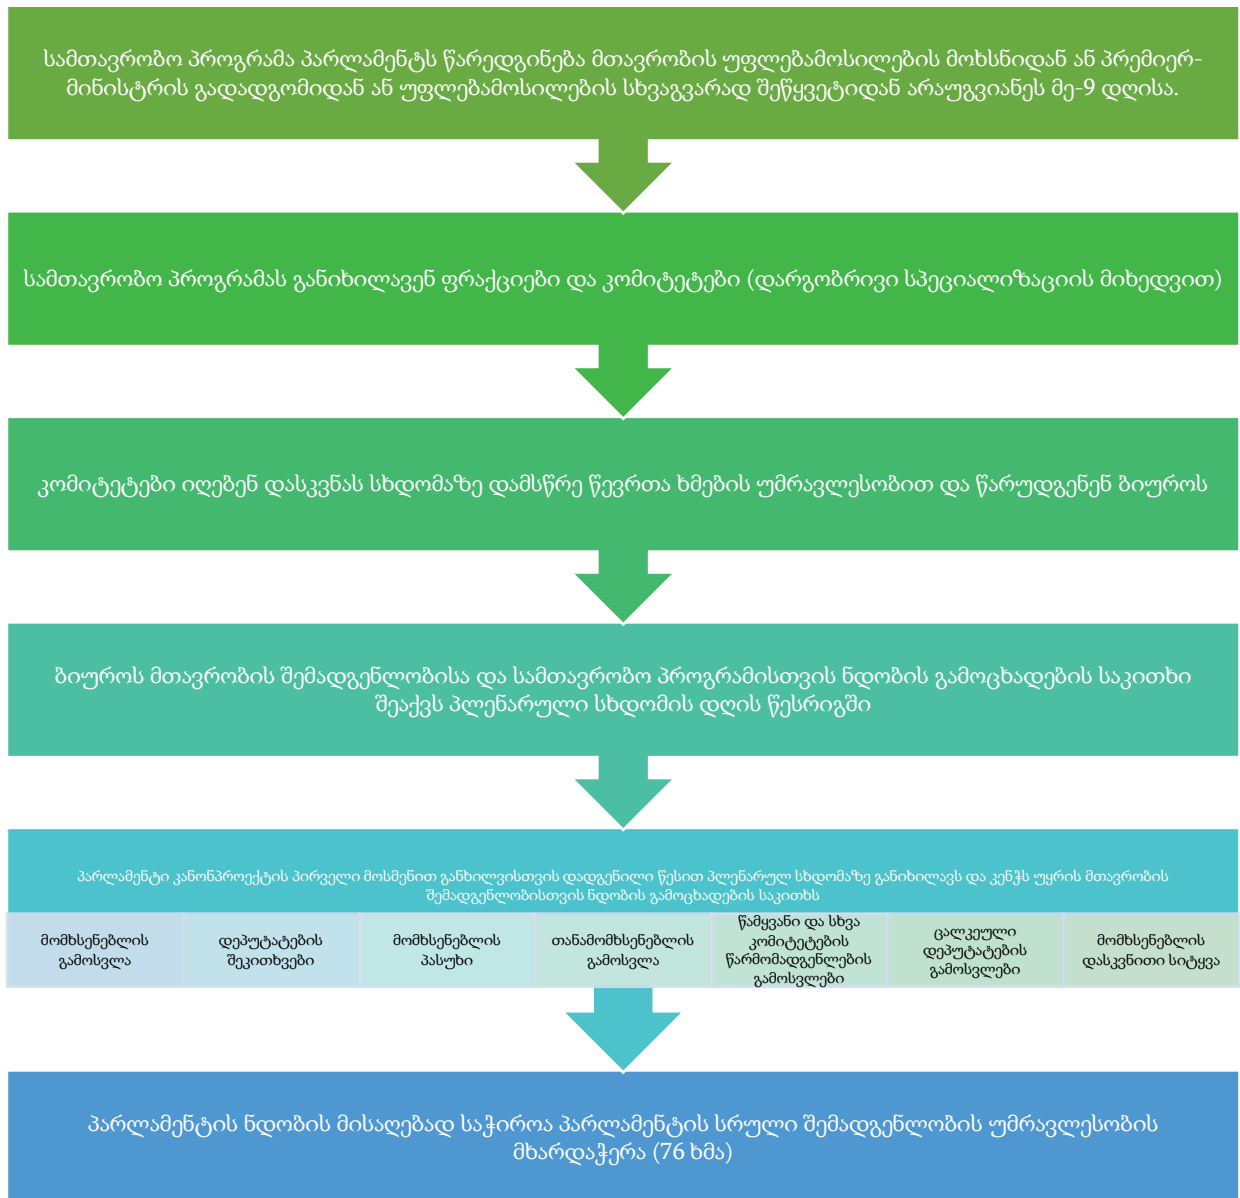 სამთავრობო პროგრამა პარლამენტს წარედგინება მთავრობის უფლებამოსილების მოხსნიდან ან პრემიერ-
მინისტრის გადადგომიდან ან უფლებამოსილების სხვაგვარად შეწყვეტიდან არაუგვიანეს მე-9 დღისა.
სამთავრობო პროგრამას განიხილავენ ფრაქციები და კომიტეტები (დარგობრივი სპეციალიზაციის მიხედვით)
კომიტეტები იღებენ დასკვნას სხდომაზე დამსწრე წევრთა ხმების უმრავლესობით და წარუდგენენ ბიუროს
ბიუროს მთავრობის შემადგენლობისა და სამთავრობო პროგრამისთვის ნდობის გამოცხადების საკითხი
შეაქვს პლენარული სხდომის დღის წესრიგში
პარლამენტი კანონპროექტის პირველი მოსმენით განხილვისთვის დადგენილი წესით პლენარულ სხდომაზე განიხილავს და კენჭს უყრის მთავრობის
შემადგენლობისთვის ნდობის გამოცხადების საკითხს
მომხსენებლის
გამოსვლა
დეპუტატების
შეკითხვები
მომხსენებლის
პასუხი
თანამომხსენებლის
გამოსვლა
წამყვანი და სხვა
კომიტეტების
წარმომადგენლების
გამოსვლები
ცალკეული
დეპუტატების
გამოსვლები
მომხსენებლის
დასკვნითი სიტყვა
პარლამენტის ნდობის მისაღებად საჭიროა პარლამენტის სრული შემადგენლობის უმრავლესობის
მხარდაჭერა (76 ხმა)